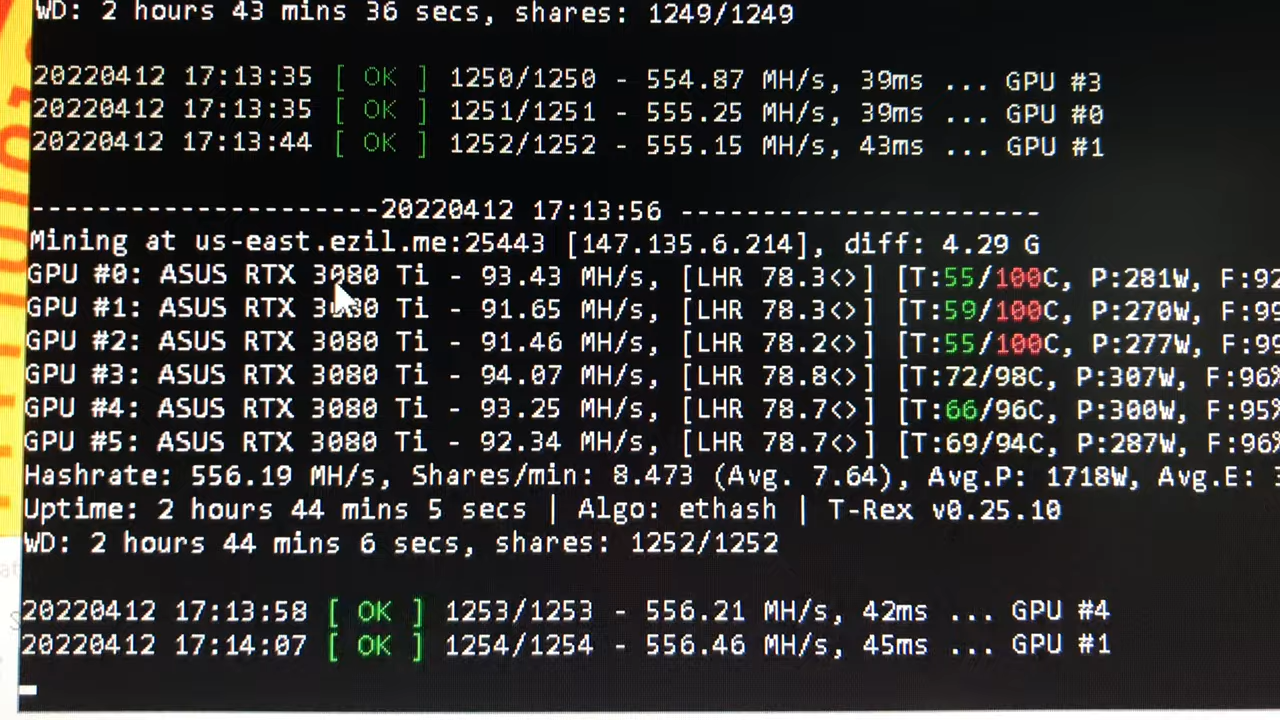 WD: 2 hours 43 mins 36 secs, shares: 1249/1249
20220412 17:13:35 [ OK ] 1250/1250 - 554.87 MH/s, 39ms ... GPU #3
20220412 17:13:35 [ OK ] 1251/1251 - 555.25 MH/s, 39ms ... GPU #0
20220412 17:13:44 [ OK ] 1252/1252 - 555.15 MH/s, 43ms ... GPU #1
---------------------20220412 17:13:56 ----------------------
Mining at us-east.ezil.me:25443 [147.135.6.214], diff: 4.29 G
GPU #0: ASUS RTX 3080 Ti - 93.43 MH/s, [LHR 78.3<>] [T:55/100C, P:281W, F:92
GPU #1: ASUS RTX 3080 Ti - 91.65 MH/s, [LHR 78.3<>] [T:59/100C, P:270W, F:99
GPU #2: ASUS RTX 3080 Ti - 91.46 MH/s, [LHR 78.2<>] [T:55/100C, P:277W, F:99
GPU #3: ASUS RTX 3080 Ti - 94.07 MH/s, [LHR 78.8<>] [T:72/98C, P:307W, F:96%
GPU #4: ASUS RTX 3080 Ti - 93.25 MH/s, [LHR 78.7<>] [T:66/96C, P:300W, F:95%
GPU #5: ASUS RTX 3080 Ti - 92.34 MH/s, [LHR 78.7<>] [T:69/94C, P:287W, F:96%
Hashrate: 556.19 MH/s, Shares/min: 8.473 (Avg. 7.64), Avg.P: 1718W, Avg.E:
Uptime: 2 hours 44 mins 5 secs | Algo: ethash | T-Rex v0.25.10
WD: 2 hours 44 mins 6 secs, shares: 1252/1252
20220412 17:13:58 [ OK ] 1253/1253 - 556.21 MH/s, 42ms ... GPU #4
20220412 17:14:07 [ OK ] 1254/1254 - 556.46 MH/s, 45ms ... GPU #1